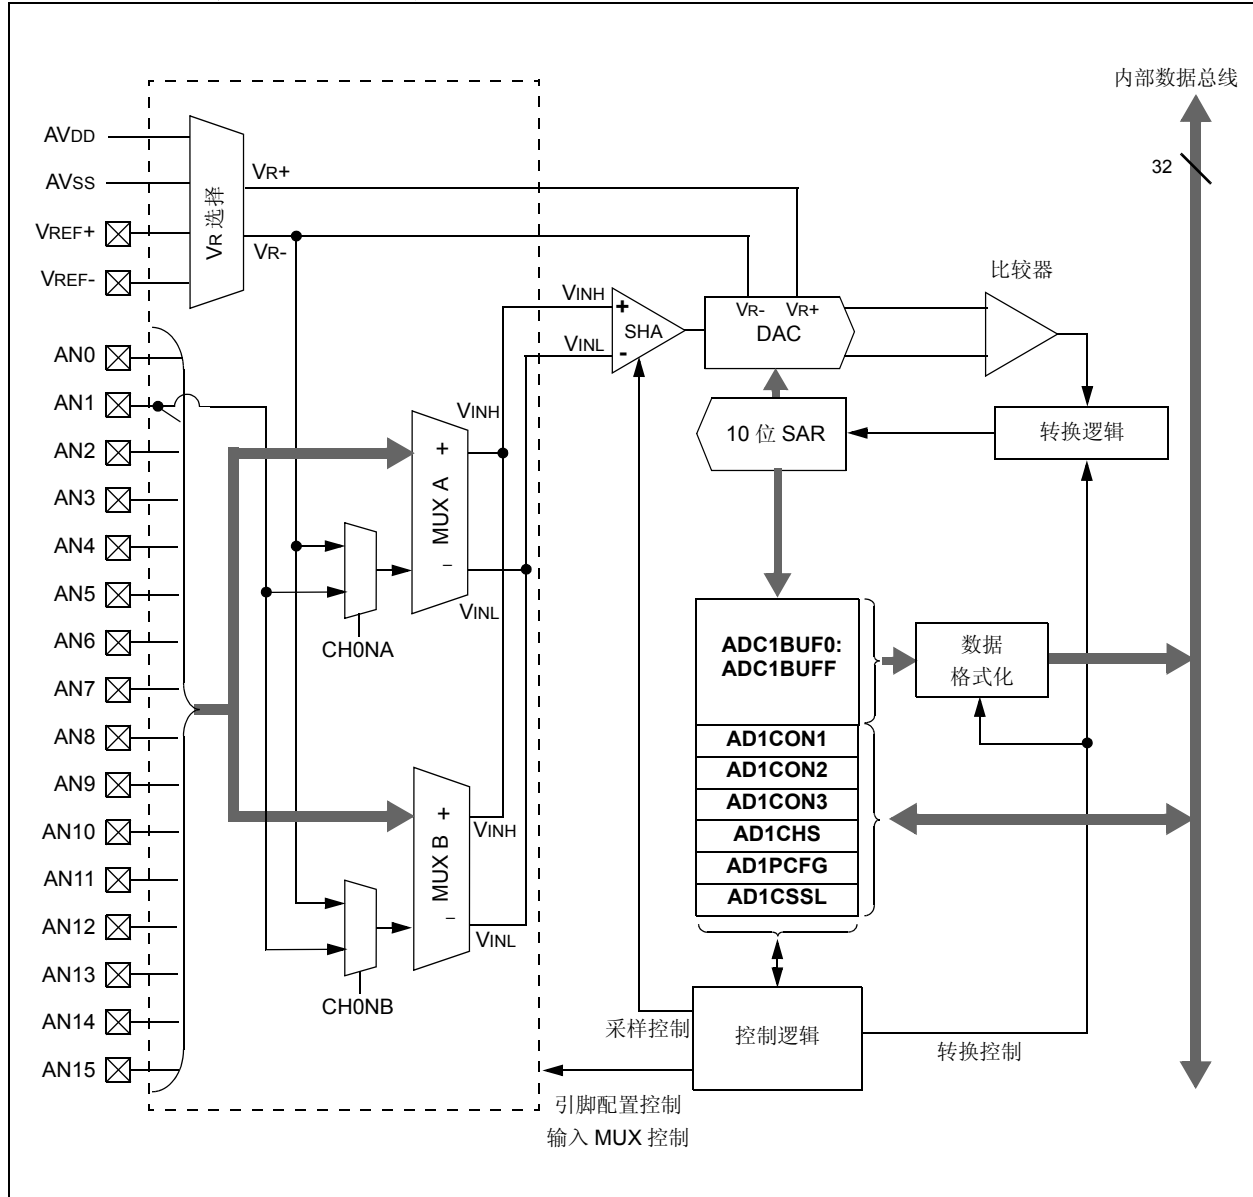 内部数据总线
32
AVDD
AVSS
VREF+
VREF-
VR 选择
VR+
VR-
AN0
AN1
AN2
AN3
AN4
AN5
AN6
AN7
AN8
AN9
AN10
AN11
AN12
AN13
AN14
AN15
VINH
+
MUX A
−
VINL
CH0NA
+
VINH
MUX B
−
VINL
CH0NB
VINH
VINL
+
SHA
-
VR- VR+
DAC
比较器
10 位 SAR
转换逻辑
ADC1BUF0:
ADC1BUFF
数据
格式化
AD1CON1
AD1CON2
AD1CON3
AD1CHS
AD1PCFG
AD1CSSL
采样控制
控制逻辑
转换控制
引脚配置控制
输入 MUX 控制